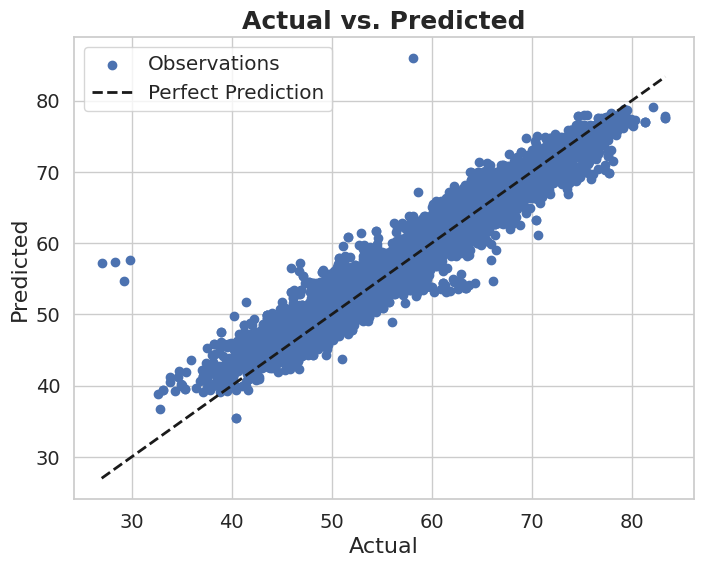 Actual vs. Predicted
Observations
Perfect Prediction
80
70
60
50
40
30
Predicted
30 40 50 60 70 80
Actual